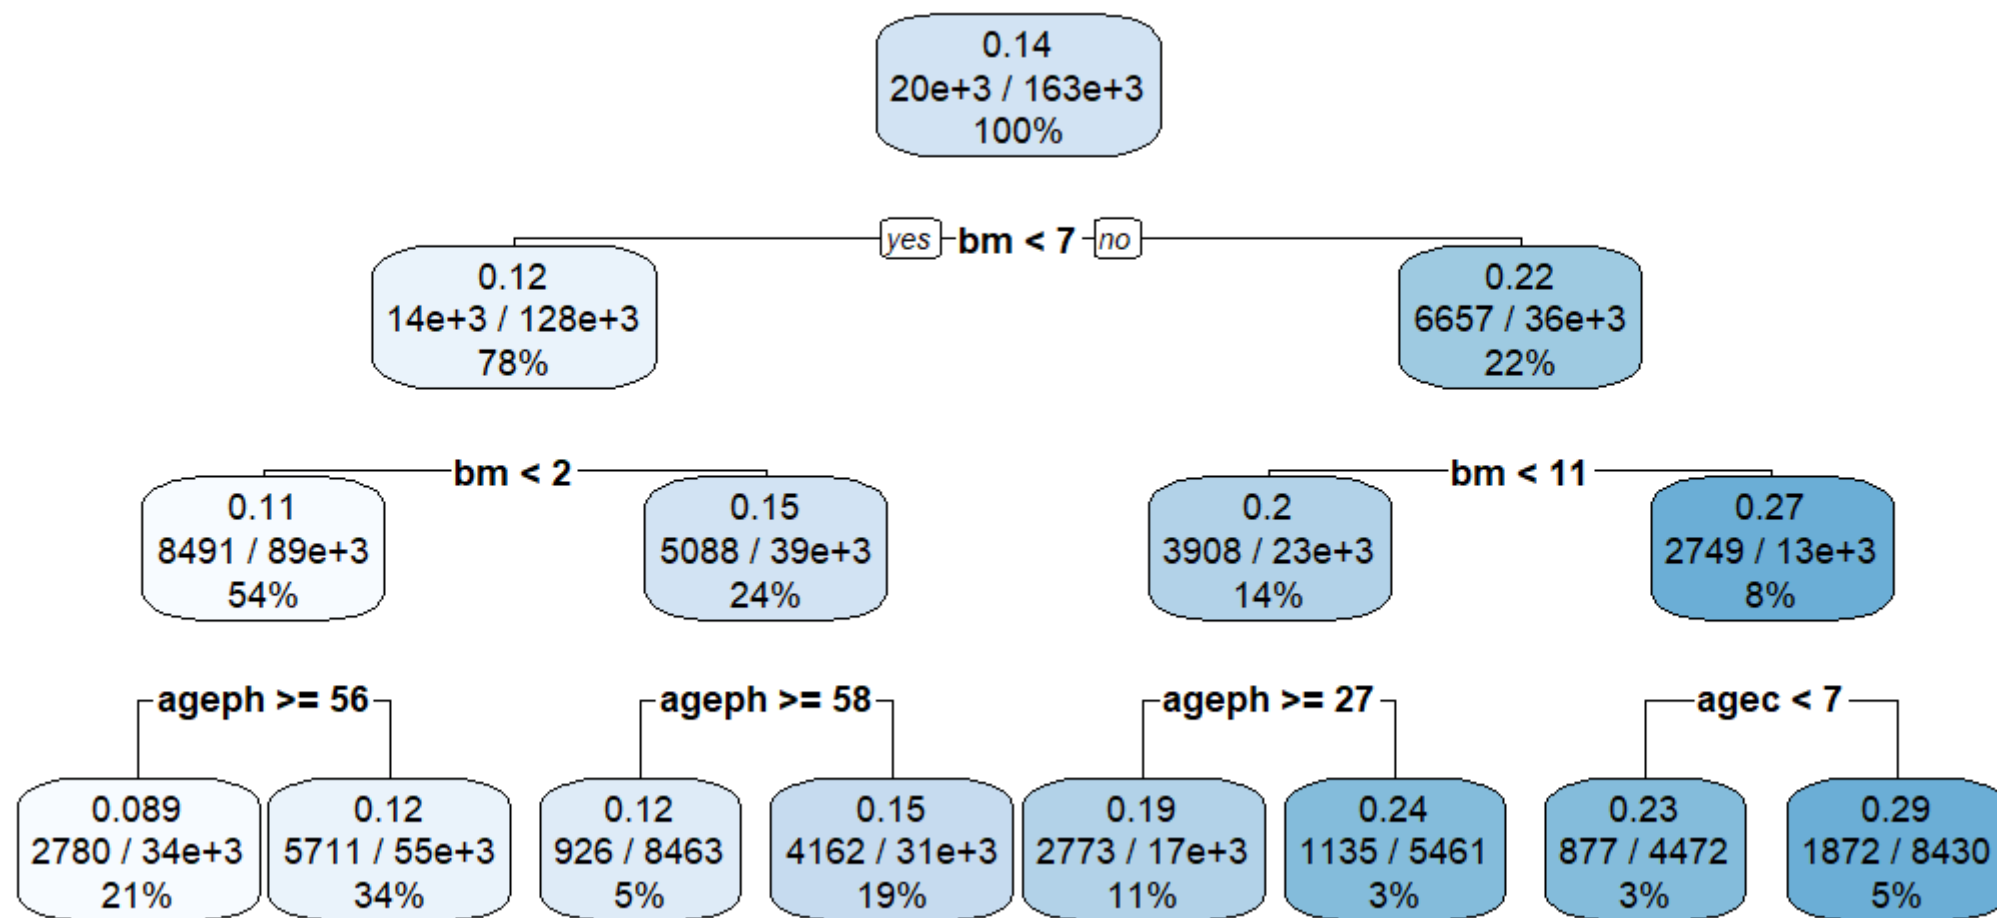 0.14
20e+3 / 163e+3
100%
yes bm < 7 no
0.12
14e+3 / 128e+3
78%
0.22
6657 / 36e+3
22%
bm < 2
bm < 11
0.11
8491 / 89e+3
54%
0.15
5088 / 39e+3
24%
0.2
3908 / 23e+3
14%
0.27
2749 / 13e+3
8%
ageph >= 56
ageph >= 58
ageph >= 27
agec < 7
0.089
2780 / 34e+3
21%
0.12
5711 / 55e+3
34%
0.12
926 / 8463
5%
0.15
4162 / 31e+3
19%
0.19
2773 / 17e+3
11%
0.24
1135 / 5461
3%
0.23
877 / 4472
3%
0.29
1872 / 8430
5%